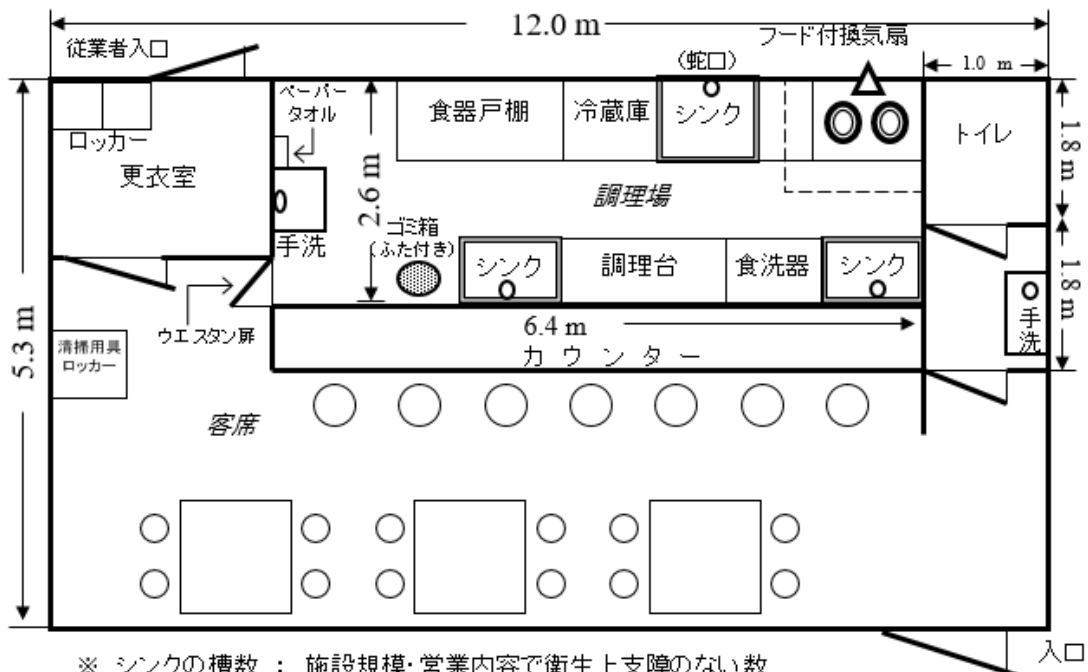 12.0 m
従業者入口
フード付換気扇
(蛇口)
1.0 m
ペーパー
タオル
食器戸棚
冷蔵庫
シンク
トイレ
ロッカー
更衣室
1.8 m
2.6 m
調理場
手洗
ゴミ箱
(ふた付き)
シンク
調理台
食洗器
シンク
1.8 m
手洗
5.3 m
ウエスタン扉
6.4 m
カウンター
清掃用具
ロッカー
客席
入口
※ シンクの槽数 : 施設規模・営業内容で衛生上支障のない数